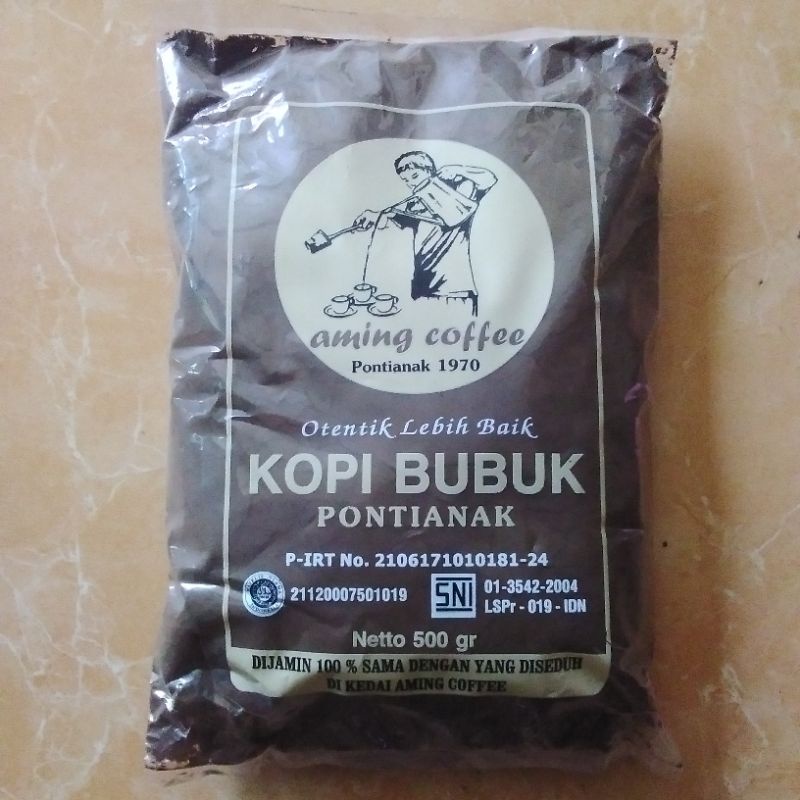 aming coffee
Pontianak 1970
Otentik Lebih Baik
KOPI BUBUK
PONTIANAK
P-IRT No. 2106171010181-24
21120007501019
SNI
01-3542-2004
LSPr - 019 - IDN
Netto 500 gr
DIJAMIN 100 % SAMA DENGAN YANG DISEDUH
DI KEDAI AMING COFFEE